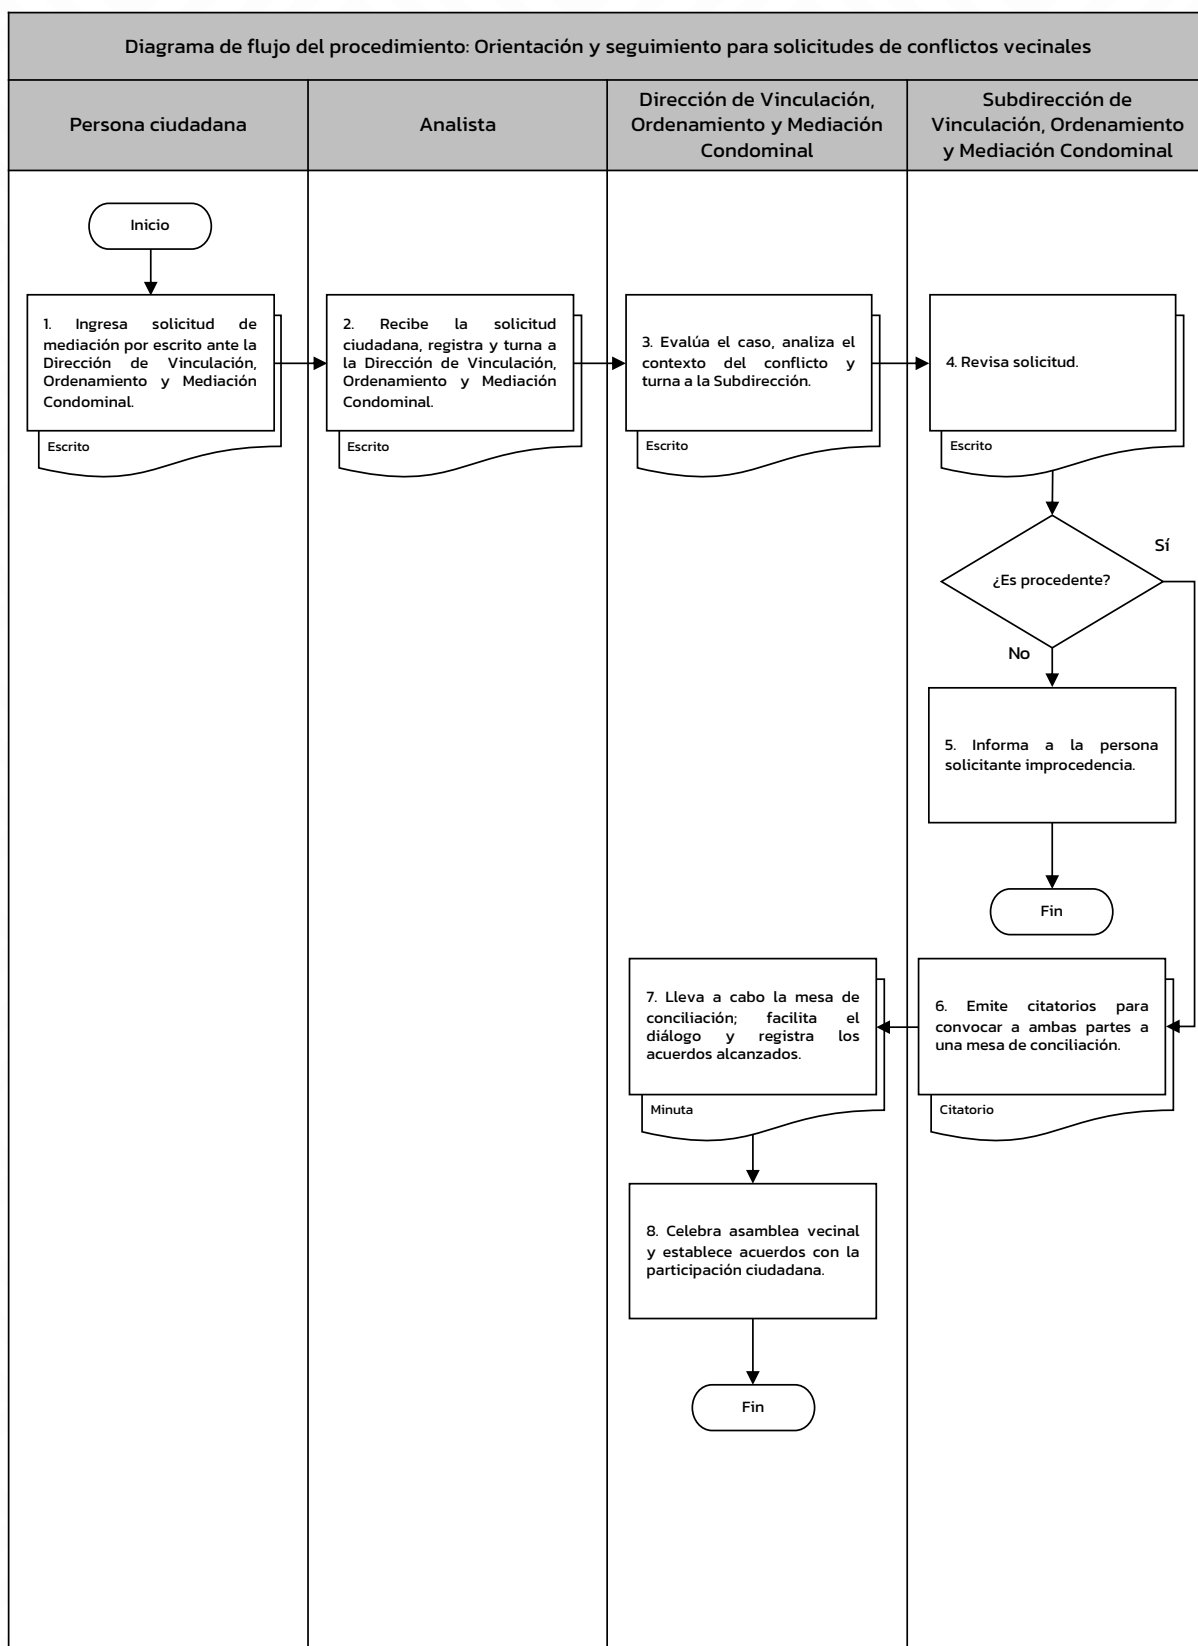 Diagrama de flujo del procedimiento: Orientación y seguimiento para solicitudes de conflictos vecinales
Persona ciudadana
Analista
Dirección de Vinculación,
Ordenamiento y Mediación
Condominal
Subdirección de
Vinculación, Ordenamiento
y Mediación Condominal
Inicio
1. Ingresa solicitud de
mediación por escrito ante la
Dirección de Vinculación,
Ordenamiento y Mediación
Condominal.
Escrito
2. Recibe la solicitud
ciudadana, registra y turna a
la Dirección de Vinculación,
Ordenamiento y Mediación
Condominal.
Escrito
3. Evalúa el caso, analiza el
contexto del conflicto y
turna a la Subdirección.
Escrito
4. Revisa solicitud.
Escrito
¿Es procedente?
Sí
No
5. Informa a la persona
solicitante improcedencia.
Fin
6. Emite citatorios para
convocar a ambas partes a
una mesa de conciliación.
Citatorio
7. Lleva a cabo la mesa de
conciliación; facilita el
diálogo y registra los
acuerdos alcanzados.
Minuta
8. Celebra asamblea vecinal
y establece acuerdos con la
participación ciudadana.
Fin